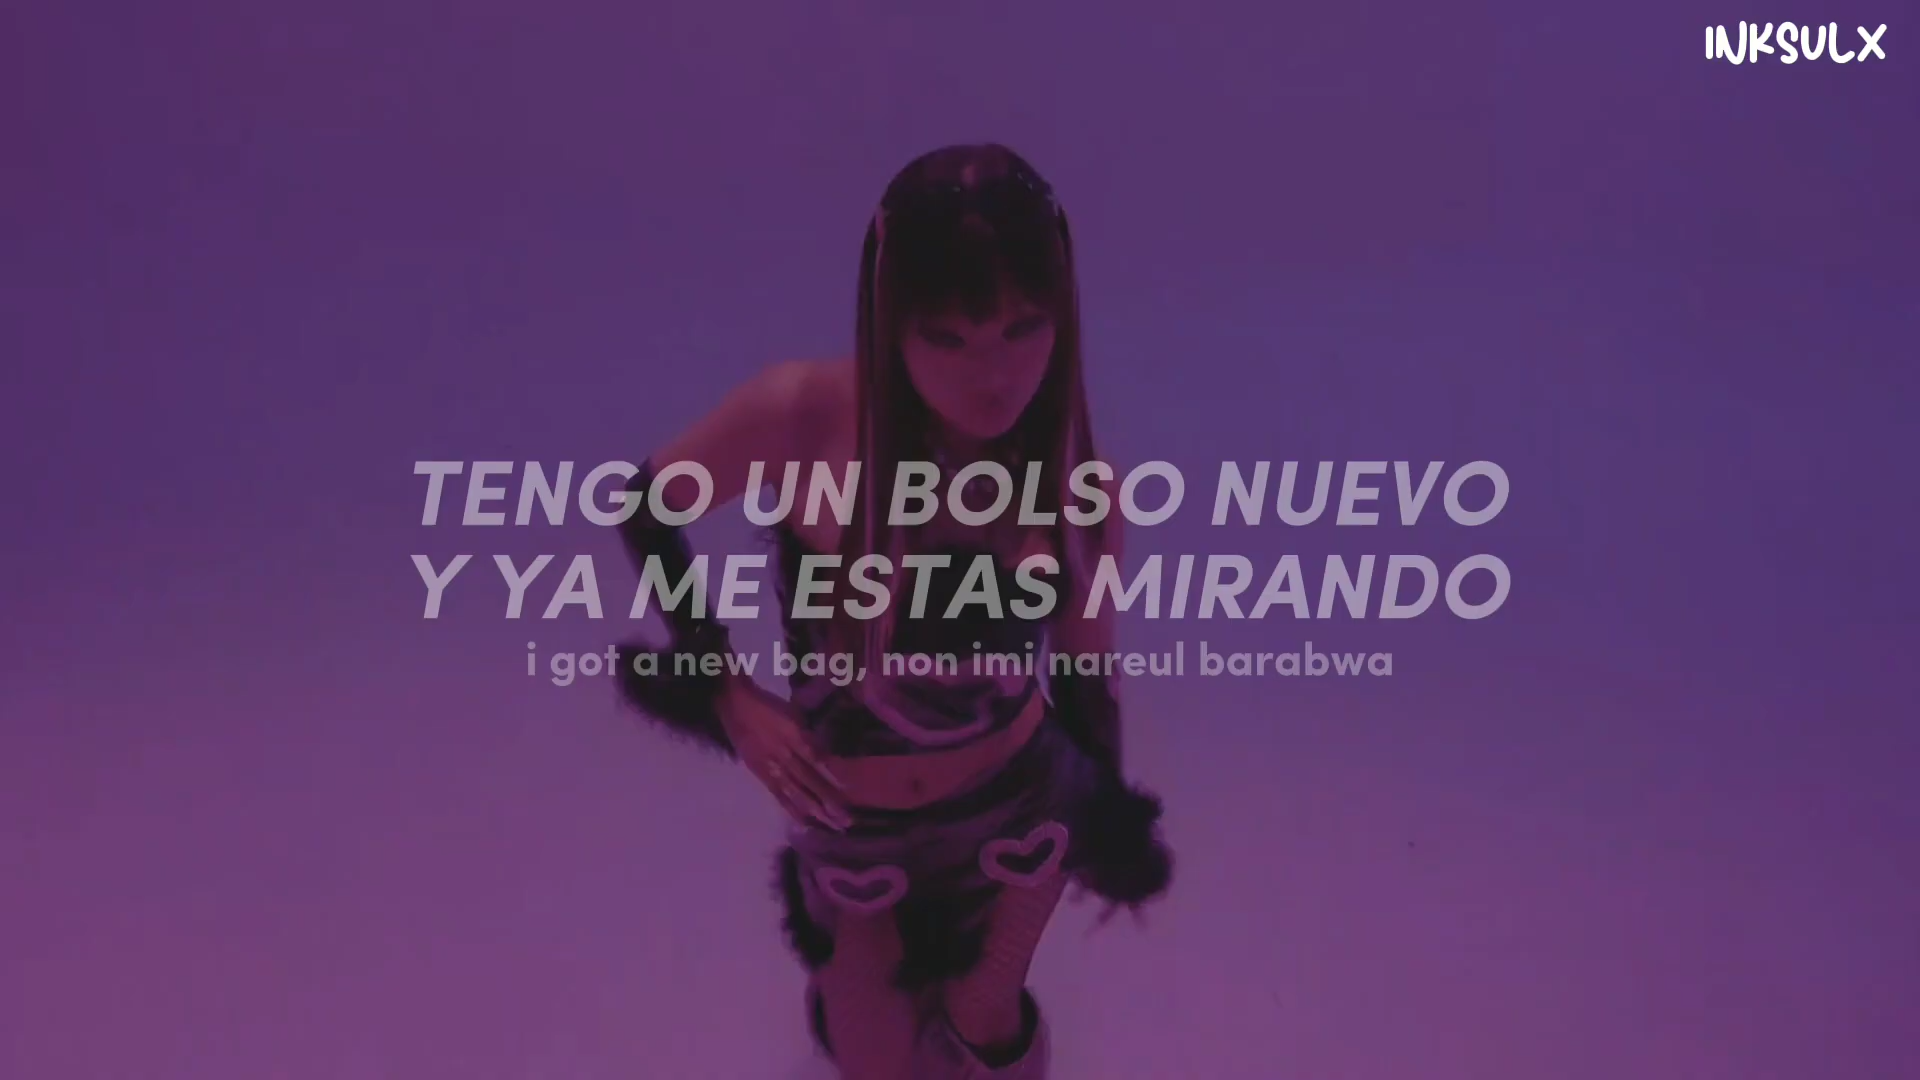 INKSULX
TENGO UN BOLSO NUEVO
Y YA ME ESTAS MIRANDO
i got a new bag, non imi nareul barabwa